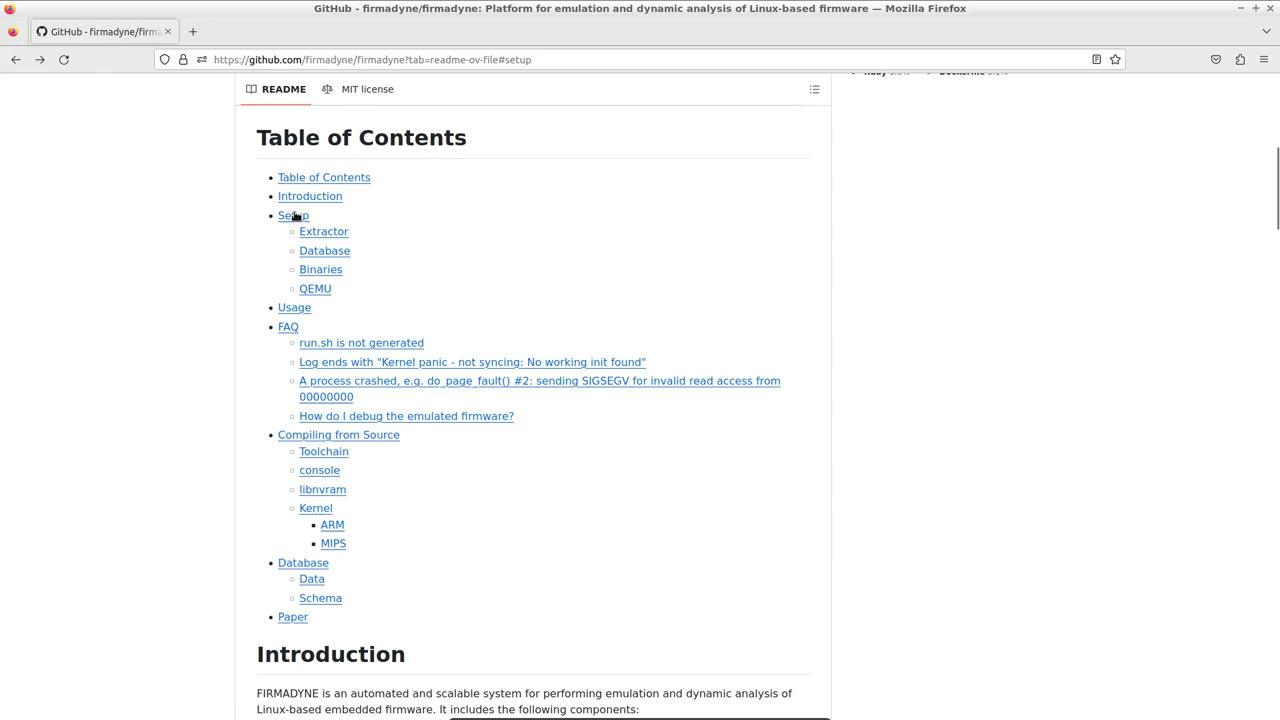 GitHub - firmadyne/firmadyne: Platform for emulation and dynamic analysis of Linux-based firmware — Mozilla Firefox
GitHub - firmadyne/firma
https://github.com/firmadyne/firmadyne?tab=readme-ov-file#setup
README
MIT license
Table of Contents
Table of Contents
Introduction
Setup
Extractor
Database
Binaries
QEMU
Usage
FAQ
run.sh is not generated
Log ends with "Kernel panic - not syncing: No working init found"
A process crashed, e.g. do_page_fault() #2: sending SIGSEGV for invalid read access from
00000000
How do I debug the emulated firmware?
Compiling from Source
Toolchain
console
libnvram
Kernel
ARM
MIPS
Database
Data
Schema
Paper
Introduction
FIRMADYNE is an automated and scalable system for performing emulation and dynamic analysis of
Linux-based embedded firmware. It includes the following components: